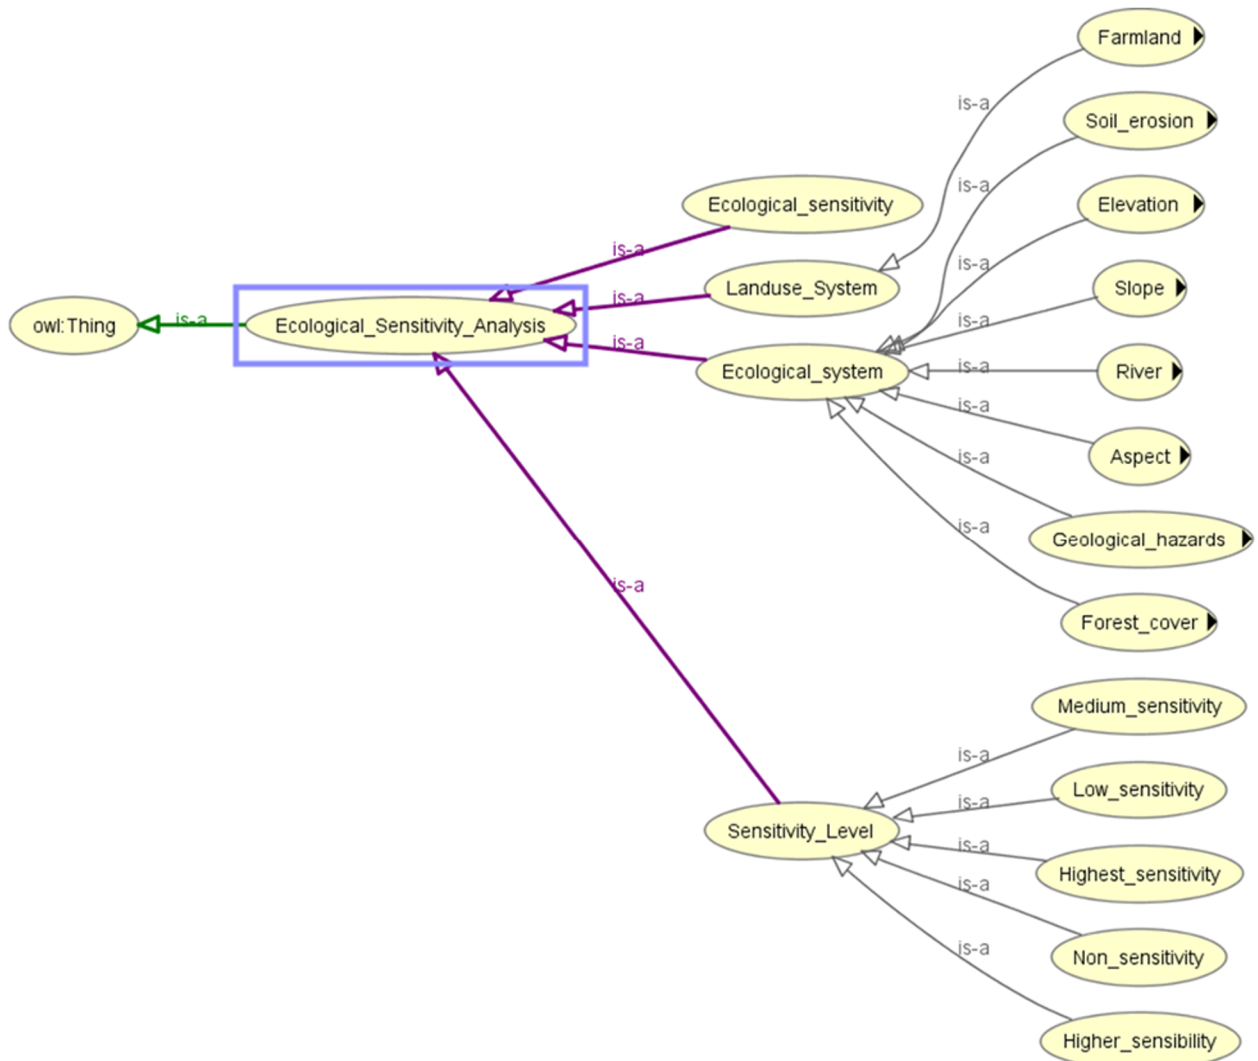 Farmland
is-a
Soil_erosion
is-a
Ecological_sensitivity
Elevation
is-a
is-a
Landuse_System
Slope
is-a
is-a
owl:Thing
is-a
Ecological_Sensitivity_Analysis
is-a
Ecological_system
is-a
River
is-a
Aspect
is-a
Geological_hazards
is-a
Forest_cover
is-a
Medium_sensitivity
is-a
Low_sensitivity
is-a
Sensitivity_Level
is-a
Highest_sensitivity
is-a
Non_sensitivity
is-a
Higher_sensibility